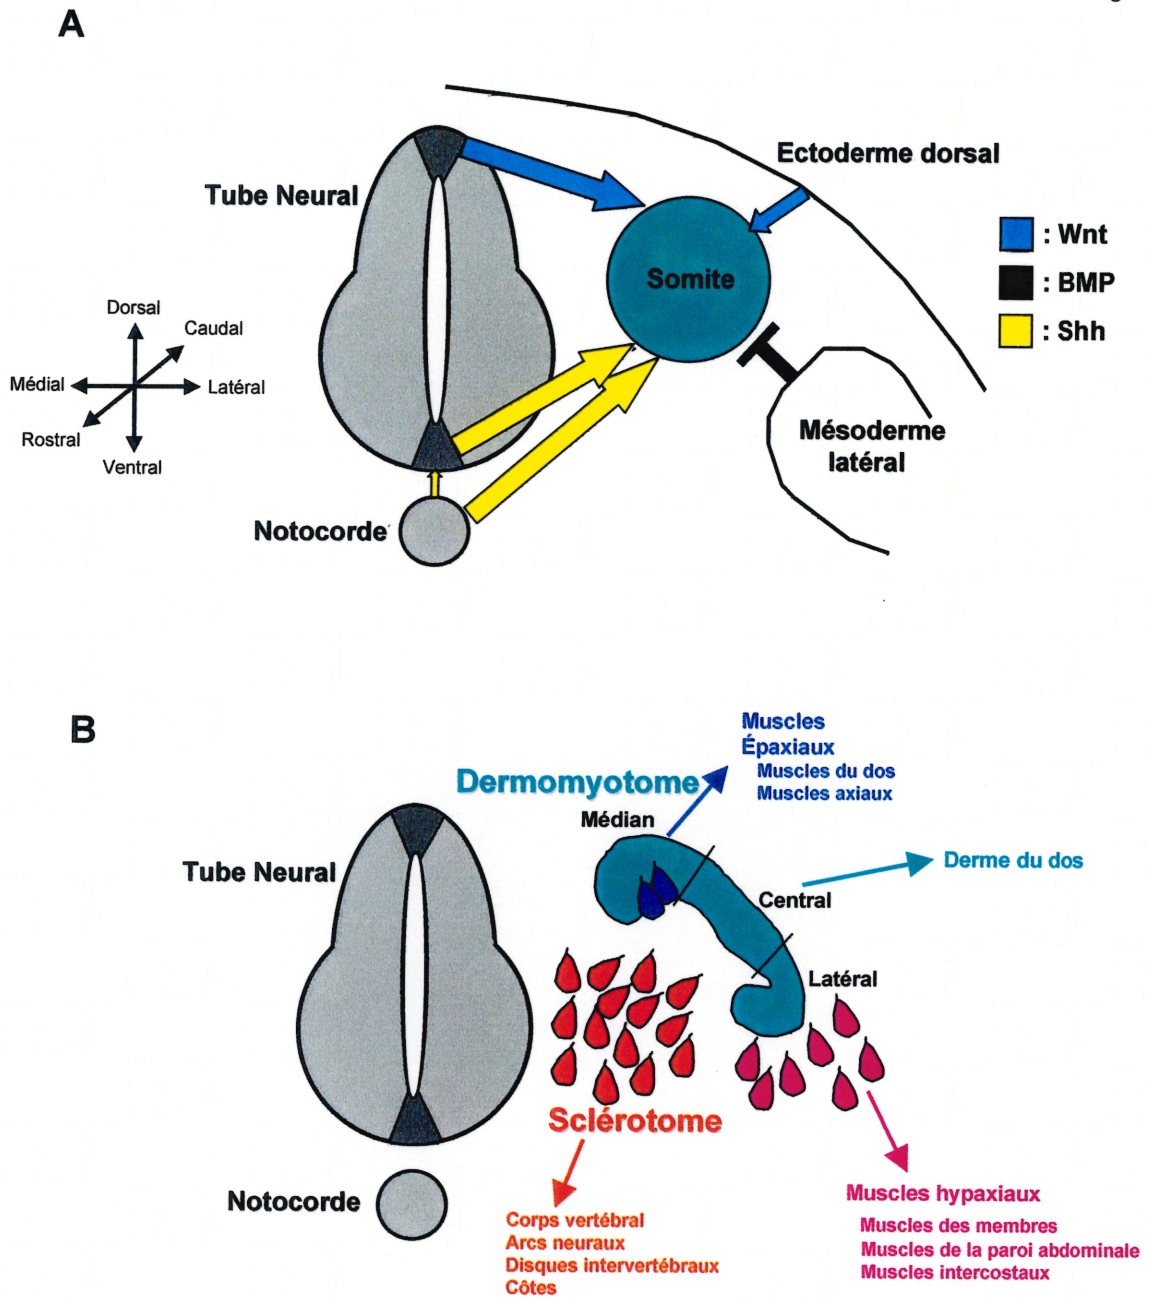 A
Ectoderme dorsal
Tube Neural
: Wnt
Somite
: BMP
: Shh
Dorsal
Caudal
Médial
Latéral
Rostral
Ventral
Mésoderme
latéral
Notocorde
B
Muscles
Épaxiaux
Muscles du dos
Muscles axiaux
Dermomyotome
Médian
Tube Neural
Derme du dos
Central
Latéral
Sclérotome
Notocorde
Muscles hypaxiaux
Corps vertébral
Arcs neuraux
Disques intervertébraux
Côtes
Muscles des membres
Muscles de la paroi abdominale
Muscles intercostaux